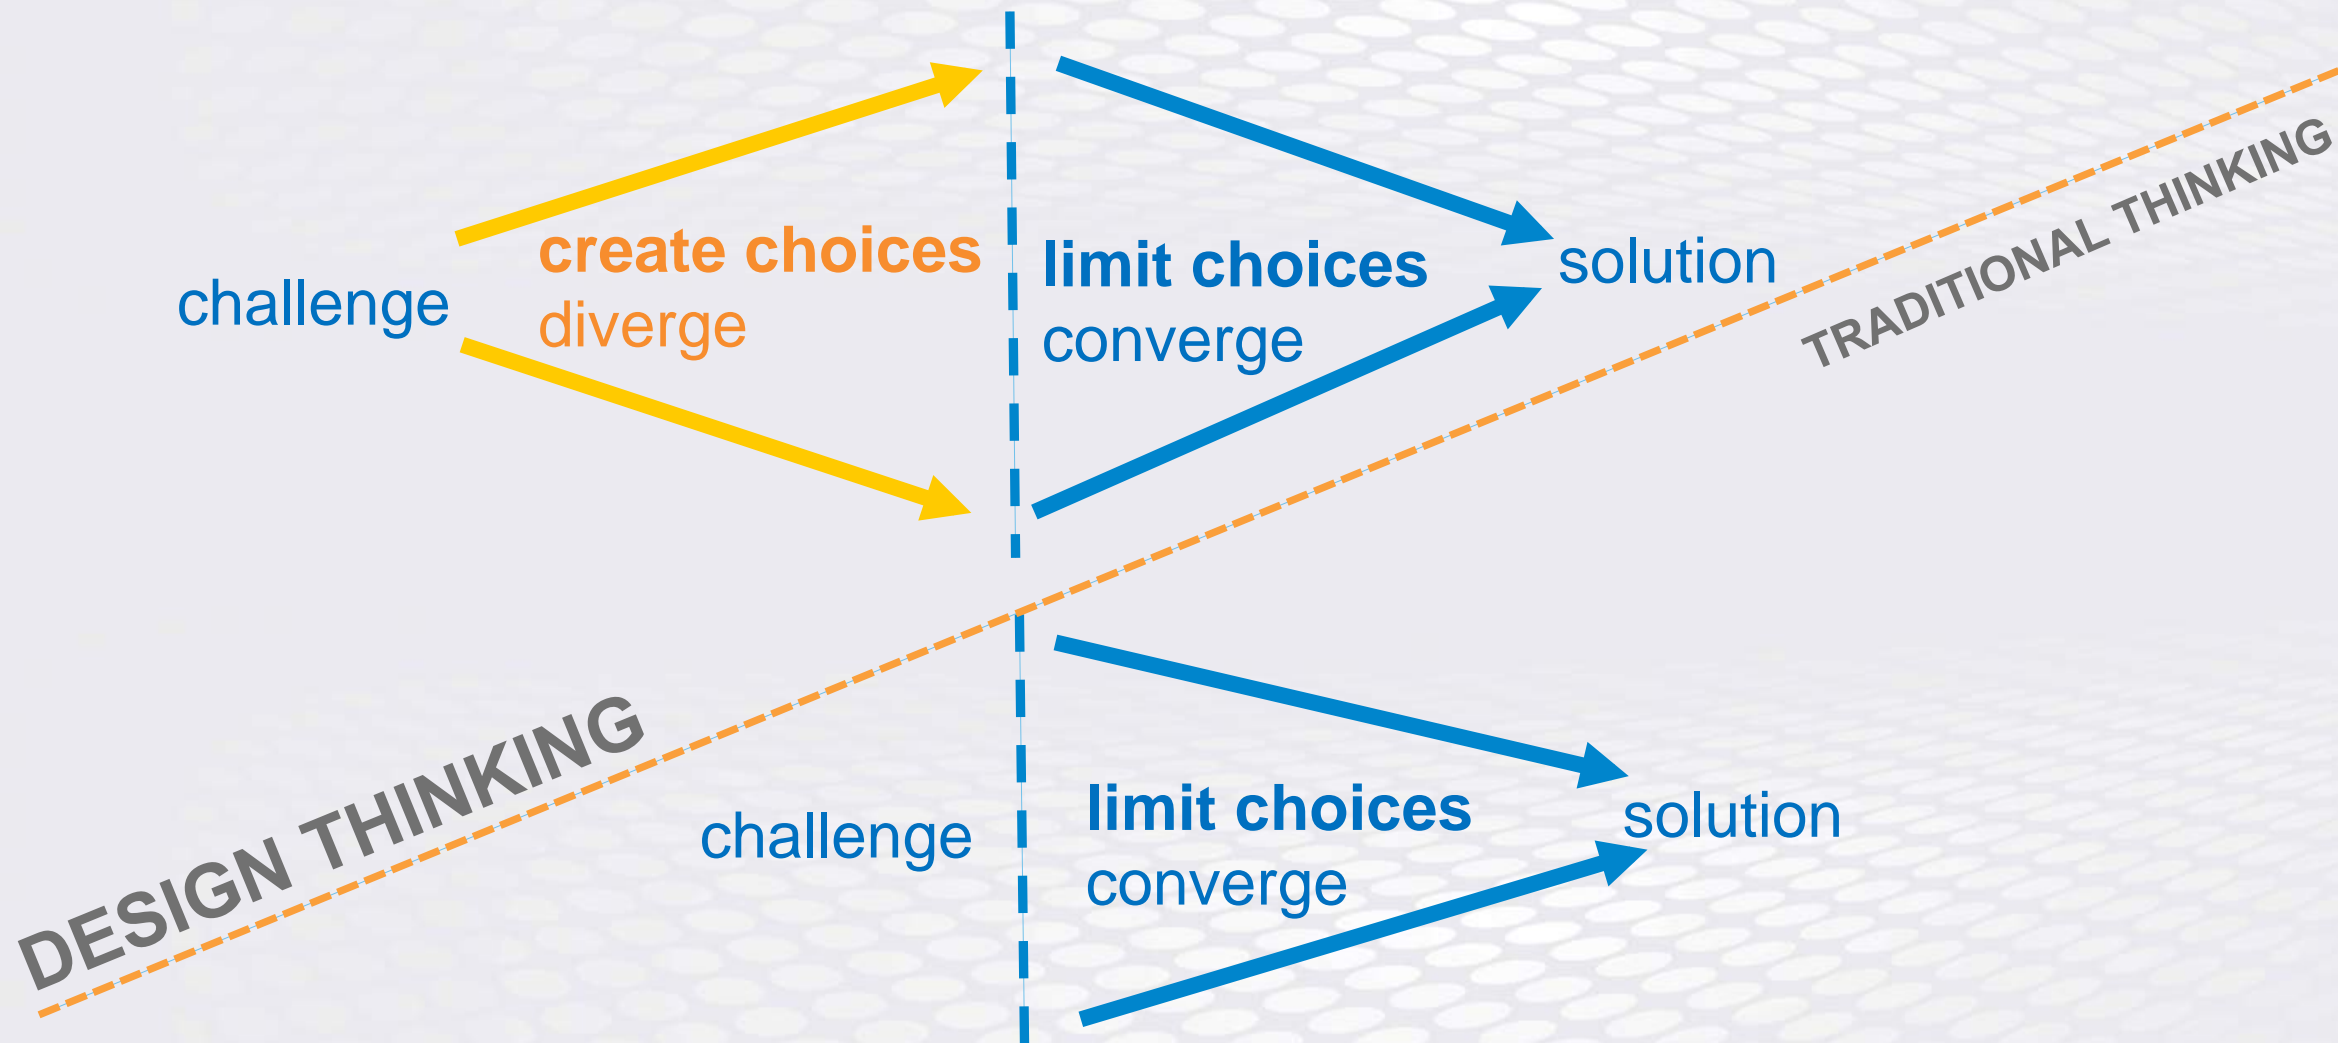 challenge
create choices
diverge
limit choices
converge
solution
TRADITIONAL THINKING
DESIGN THINKING
challenge
limit choices
converge
solution